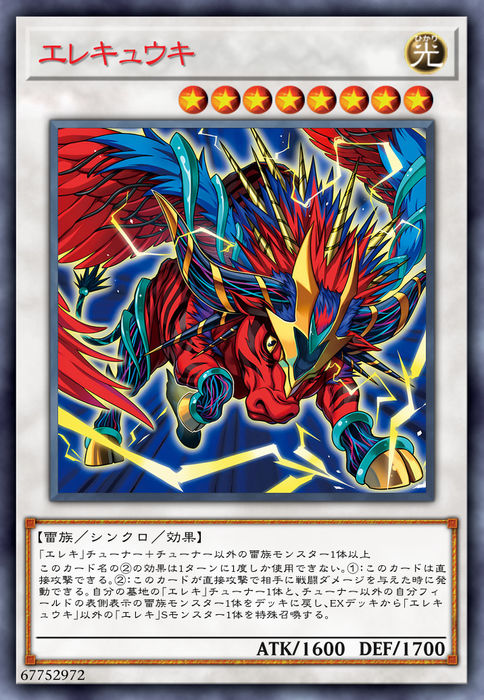 エレキュウキ
ひかり
光
【雷族／シンクロ／効果】
「エレキ」チューナー＋チューナー以外の雷族モンスター1体以上
このカード名の②の効果は1ターンに1度しか使用できない。①：このカードは直
接攻撃できる。②：このカードが直接攻撃で相手に戦闘ダメージを与えた時に発
動できる。自分の墓地の「エレキ」チューナー1体と、チューナー以外の自分フィ
ールドの表側表示の雷族モンスター1体をデッキに戻し、EXデッキから「エレキ
ュウキ」以外の「エレキ」Sモンスター1体を特殊召喚する。
ATK/1600 DEF/1700
67752972